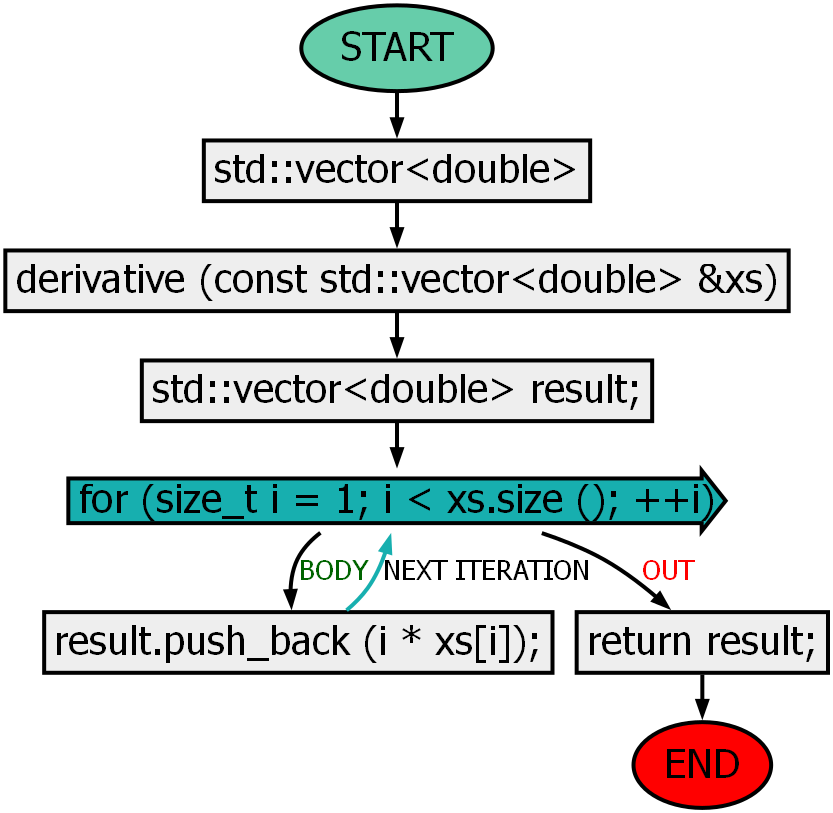 START
std::vector<double>
derivative (const std::vector<double> &xs)
std::vector<double> result;
for (size_t i = 1; i < xs.size (); ++i)
BODY
NEXT ITERATION
OUT
result.push_back (i * xs[i]);
return result;
END